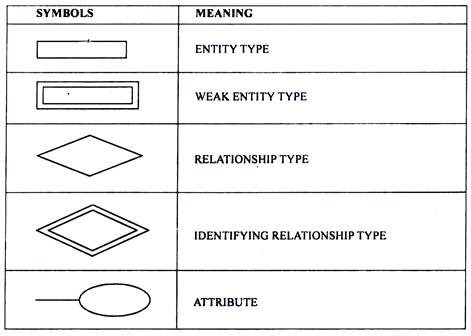 SYMBOLS MEANING
ENTITY TYPE
WEAK ENTITY TYPE
RELATIONSHIP TYPE
IDENTIFYING RELATIONSHIP TYPE
ATTRIBUTE